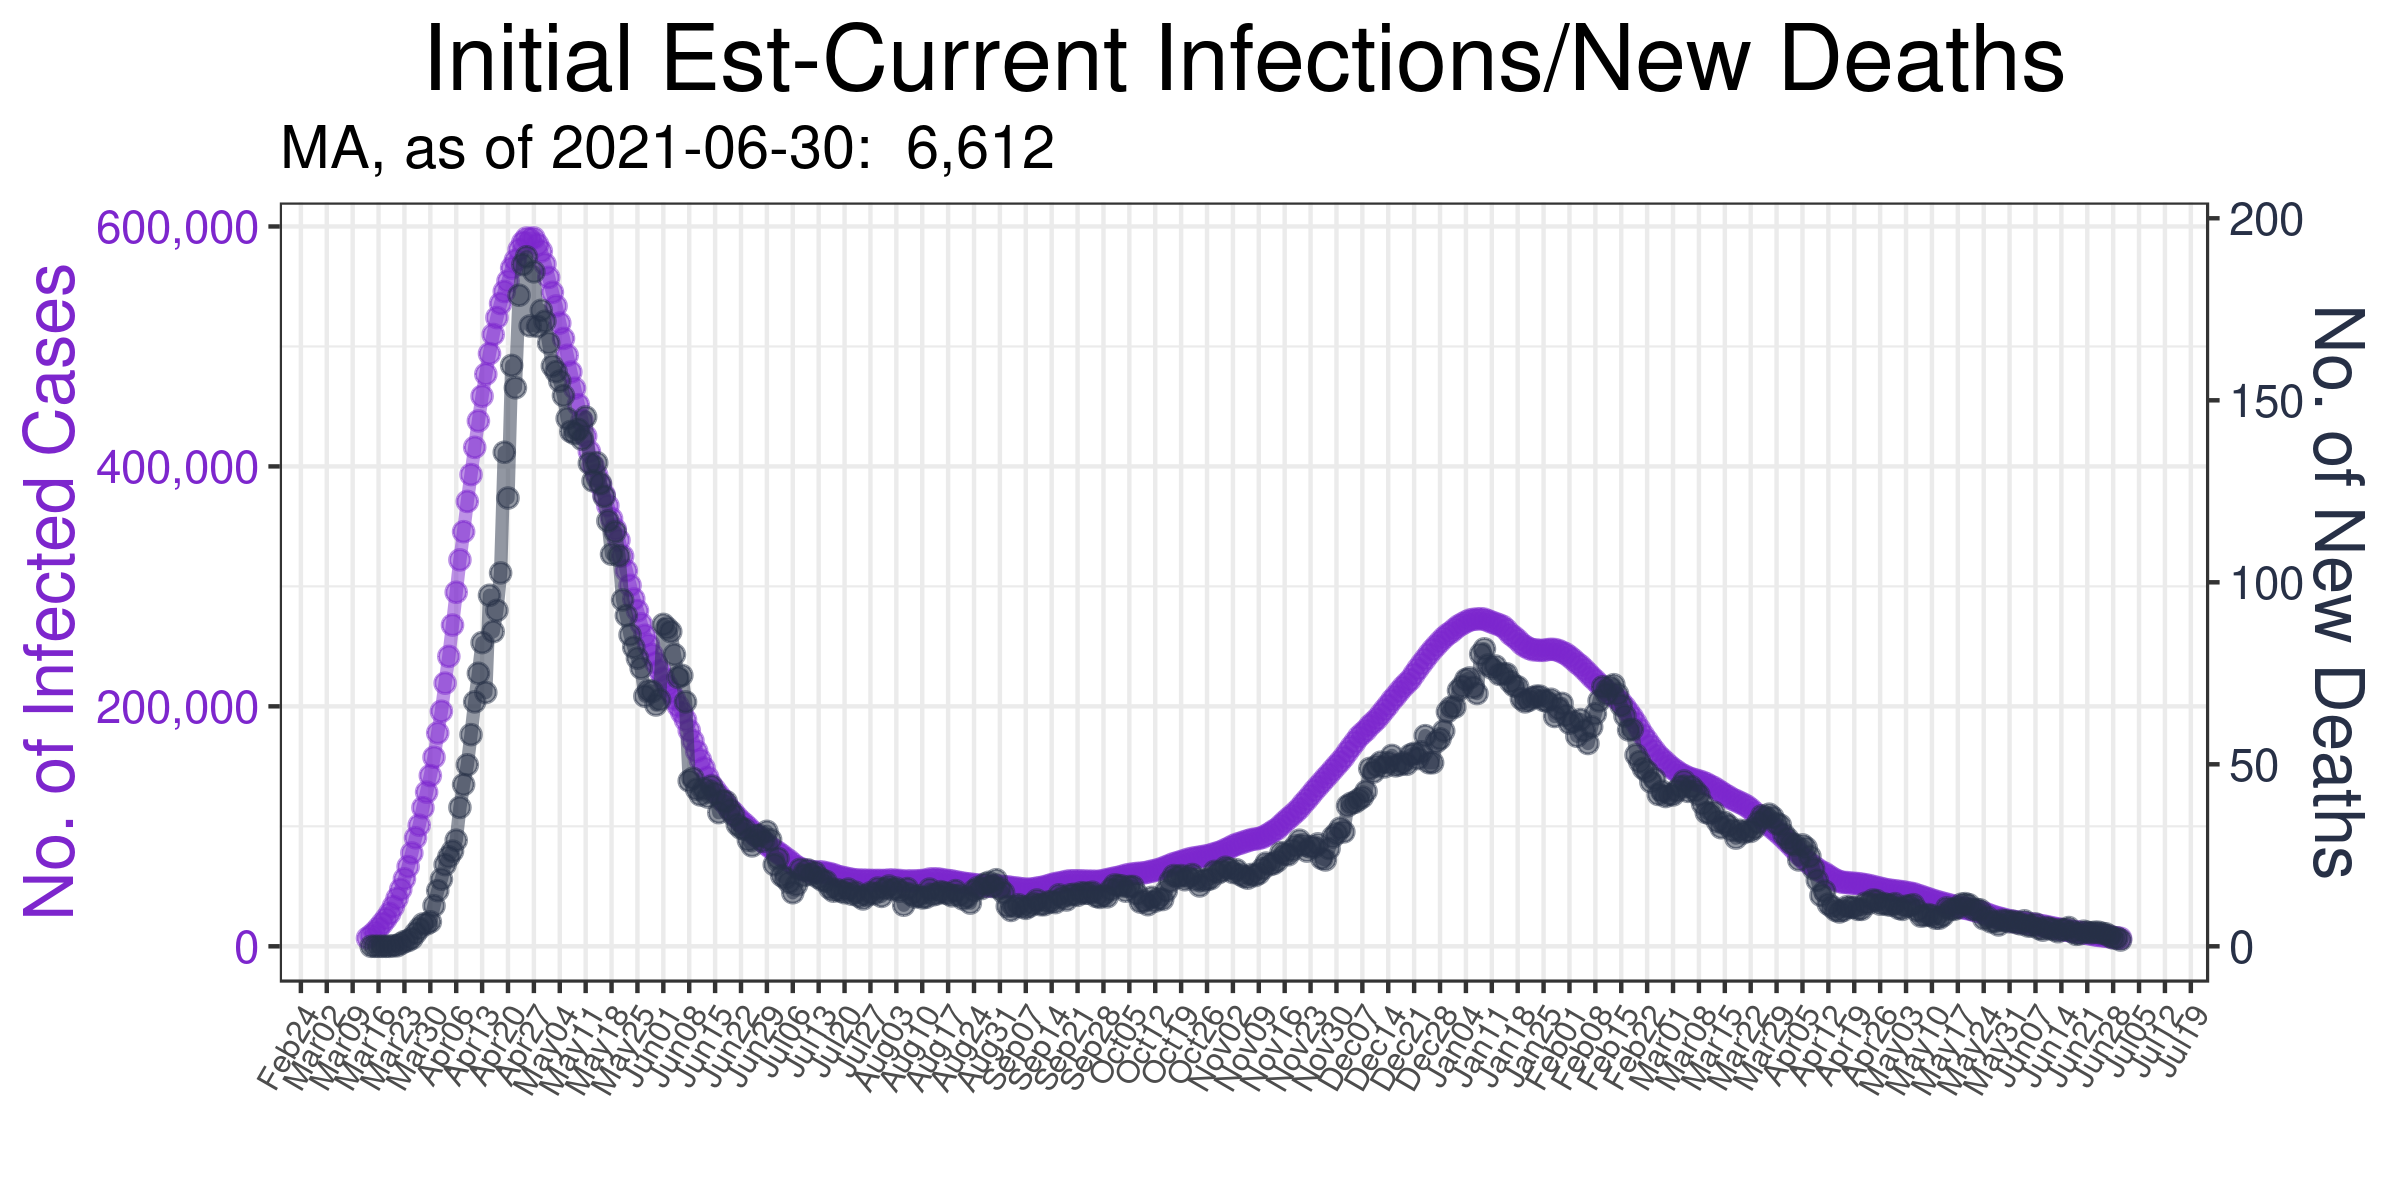 Initial Est-Current Infections/New Deaths
MA, as of 2021-06-30:  6,612
No. of Infected Cases
600,000
400,000
200,000
0
200
150
100
50
0
No. of New Deaths
Feb24
Mar02
Mar09
Mar16
Mar23
Mar30
Apr06
Apr13
Apr20
Apr27
May04
May11
May18
May25
Jun01
Jun08
Jun15
Jun22
Jun29
Jul06
Jul13
Jul20
Jul27
Aug03
Aug10
Aug17
Aug24
Aug31
Sep07
Sep14
Sep21
Sep28
Oct05
Oct12
Oct19
Oct26
Nov02
Nov09
Nov16
Nov23
Nov30
Dec07
Dec14
Dec21
Dec28
Jan04
Jan11
Jan18
Jan25
Feb01
Feb08
Feb15
Feb22
Mar01
Mar08
Mar15
Mar22
Mar29
Apr05
Apr12
Apr19
Apr26
May03
May10
May17
May24
May31
Jun07
Jun14
Jun21
Jun28
Jul05
Jul12
Jul19